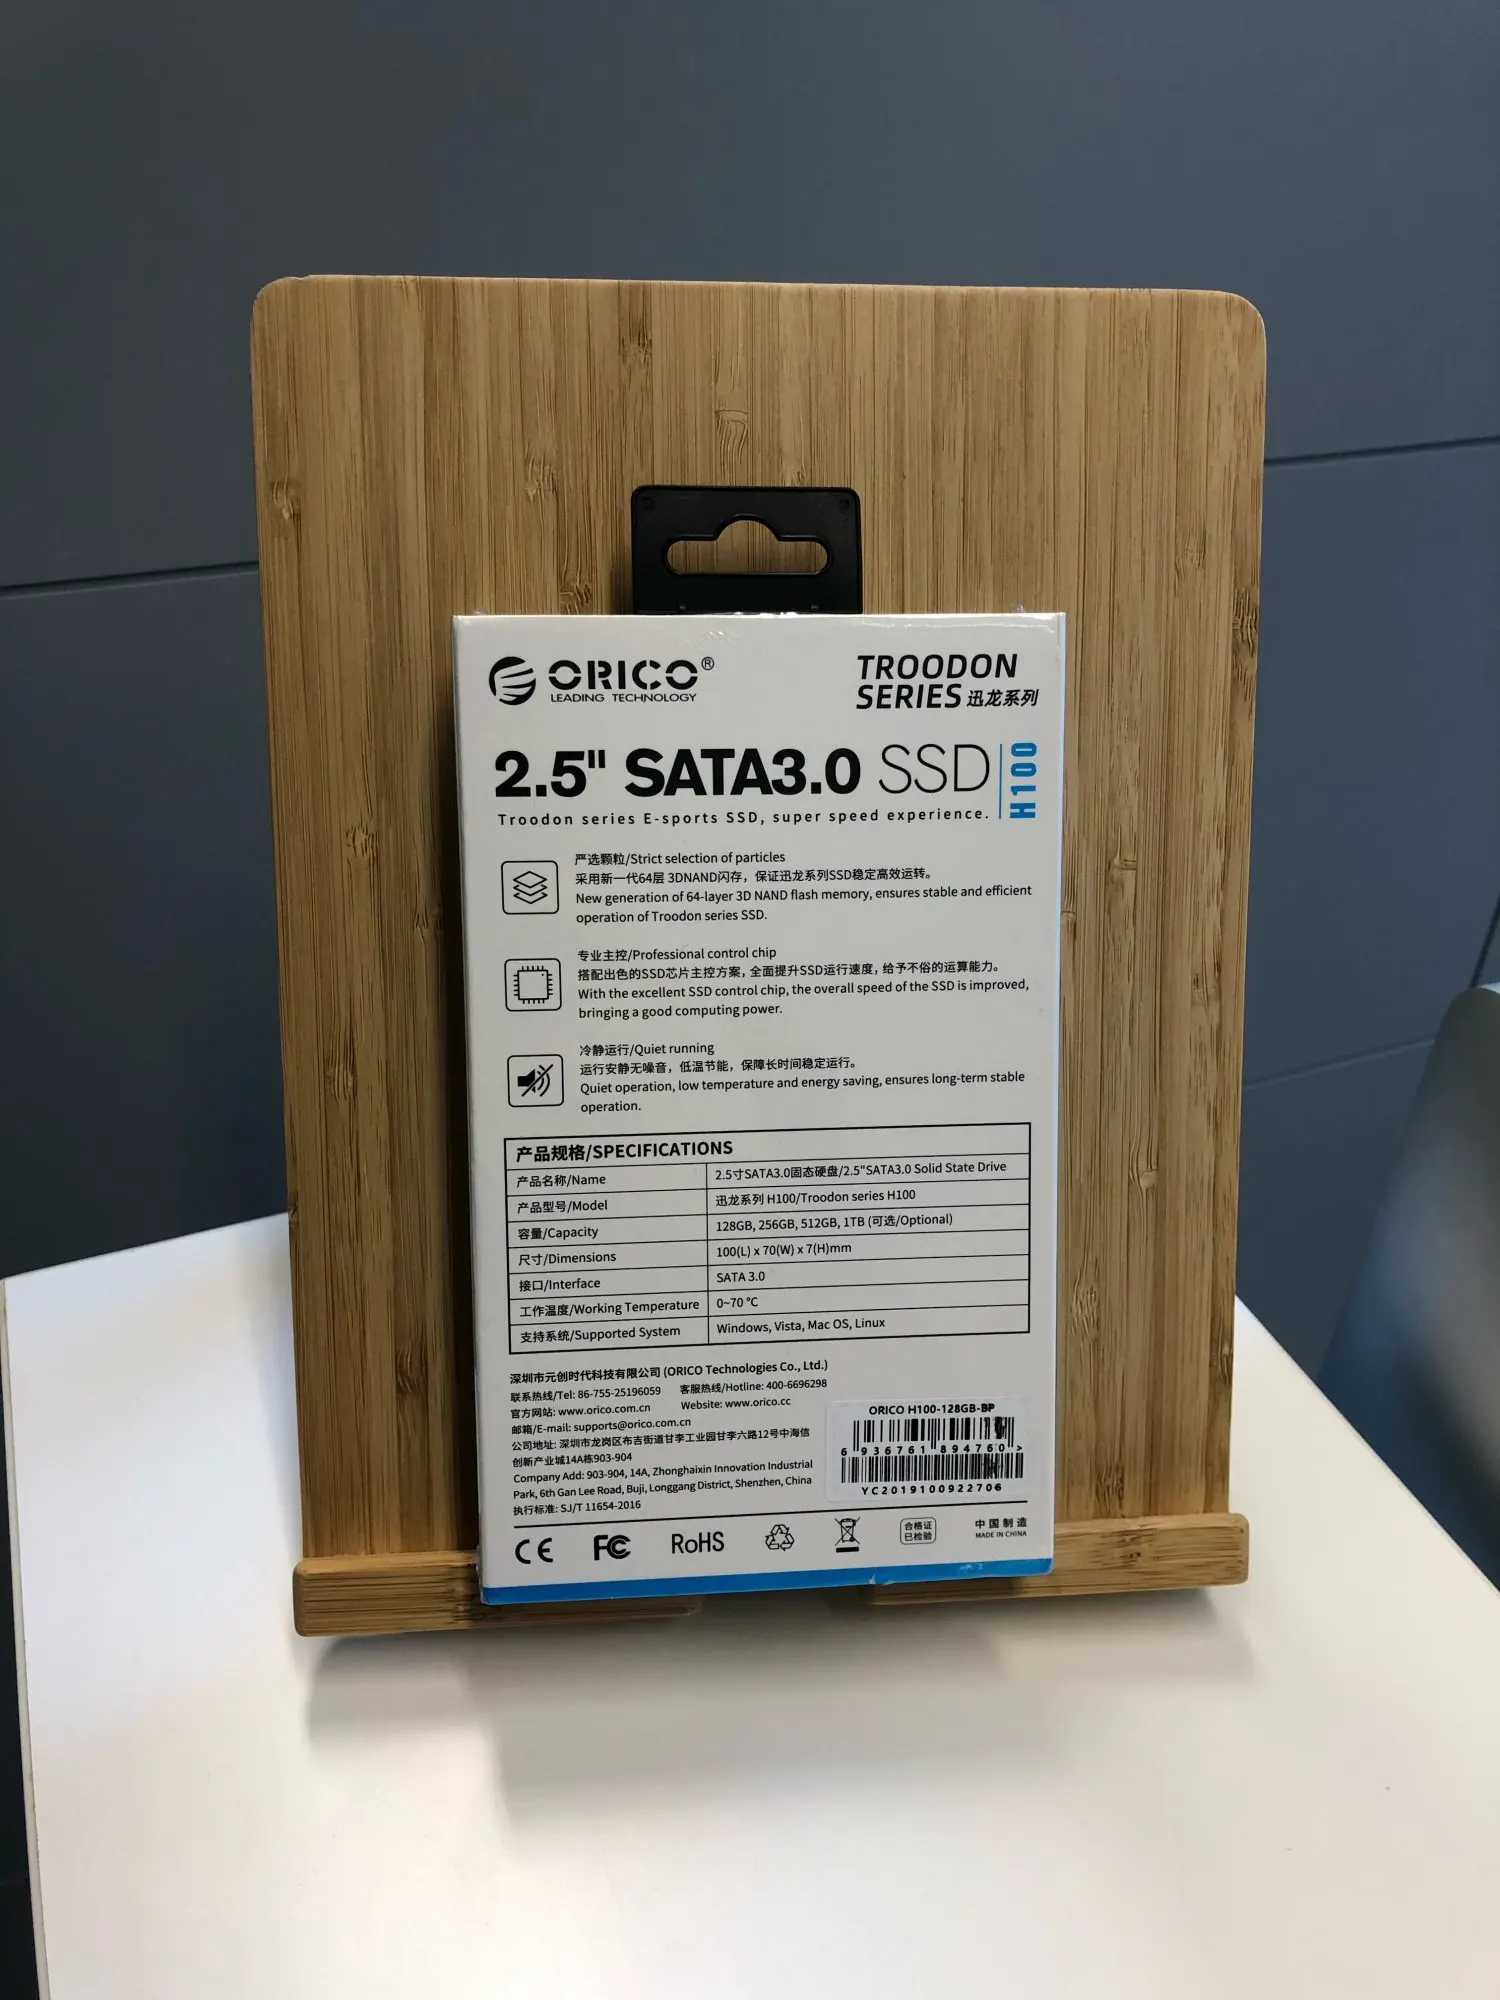 ORICO®
LEADING TECHNOLOGY
TROODON
SERIES 迅龙系列
2.5" SATA3.0 SSD
H100
Troodon series E-sports SSD, super speed experience.
严选颗粒/Strict selection of particles
采用新一代64层 3DNAND闪存，保证迅龙系列SSD稳定高效运转。
New generation of 64-layer 3D NAND flash memory, ensures stable and efficient
operation of Troodon series SSD.
专业主控/Professional control chip
搭配出色的SSD芯片主控方案，全面提升SSD运行速度，给予不俗的运算能力。
With the excellent SSD control chip, the overall speed of the SSD is improved,
bringing a good computing power.
冷静运行/Quiet running
运行安静无噪音，低温节能，保障长时间稳定运行。
Quiet operation, low temperature and energy saving, ensures long-term stable
operation.
产品规格/SPECIFICATIONS
产品名称/Name 2.5寸SATA3.0固态硬盘/2.5"SATA3.0 Solid State Drive
产品型号/Model 迅龙系列 H100/Troodon series H100
容量/Capacity 128GB, 256GB, 512GB, 1TB (可选/Optional)
尺寸/Dimensions 100(L) x 70(W) x 7(H)mm
接口/Interface SATA 3.0
工作温度/Working Temperature 0~70 °C
支持系统/Supported System Windows, Vista, Mac OS, Linux
深圳市元创时代科技有限公司 (ORICO Technologies Co., Ltd.)
联系热线/Tel: 86-755-25196059 客服热线/Hotline: 400-6696298
官方网站: www.orico.com.cn Website: www.orico.cc
邮箱/E-mail: supports@orico.com.cn
公司地址: 深圳市龙岗区布吉街道甘李工业园甘李六路12号中海信
创新产业城14A栋903-904
Company Add: 903-904, 14A, Zhonghaixin Innovation Industrial
Park, 6th Gan Lee Road, Buji, Longgang District, Shenzhen, China
执行标准: SJ/T 11654-2016
ORICO H100-128GB-BP
6 936761 894760 >
YC2019100922706
CE FC RoHS
合格证
已检验
中国制造
MADE IN CHINA